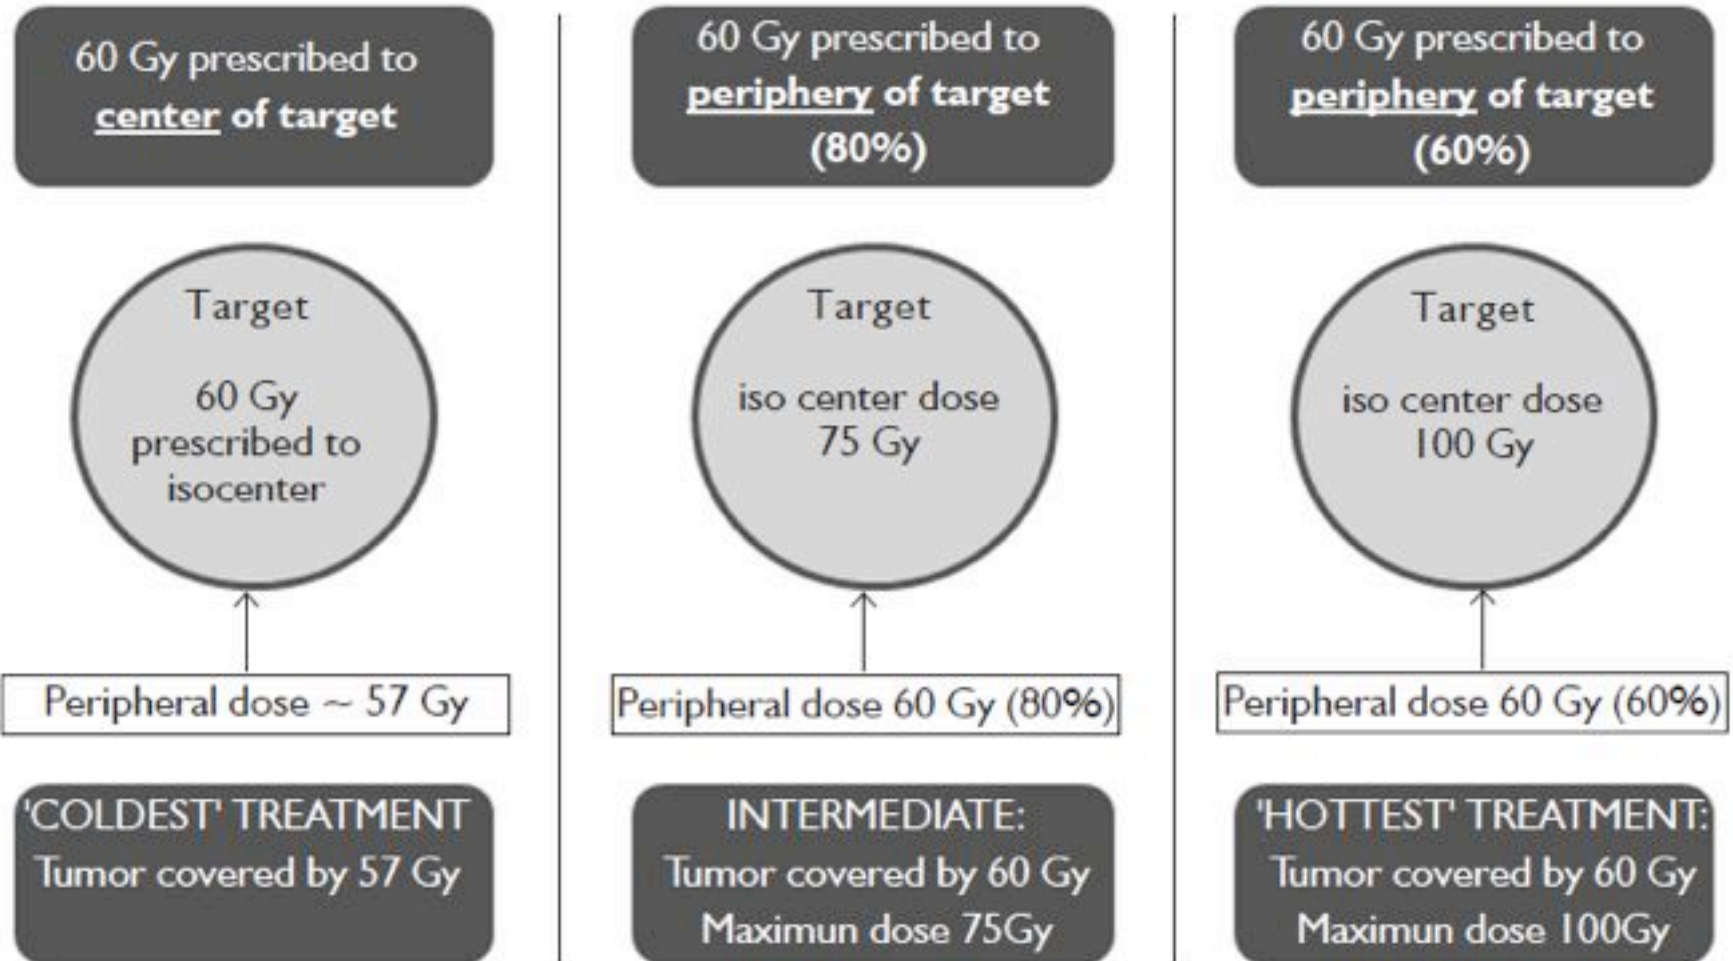 60 Gy prescribed to
center of target
Target
60 Gy
prescribed to
isocenter
Peripheral dose ~ 57 Gy
'COLDEST' TREATMENT
Tumor covered by 57 Gy
60 Gy prescribed to
periphery of target
(80%)
Target
iso center dose
75 Gy
Peripheral dose 60 Gy (80%)
INTERMEDIATE:
Tumor covered by 60 Gy
Maximun dose 75Gy
60 Gy prescribed to
periphery of target
(60%)
Target
iso center dose
100 Gy
Peripheral dose 60 Gy (60%)
'HOTTEST' TREATMENT:
Tumor covered by 60 Gy
Maximun dose 100Gy